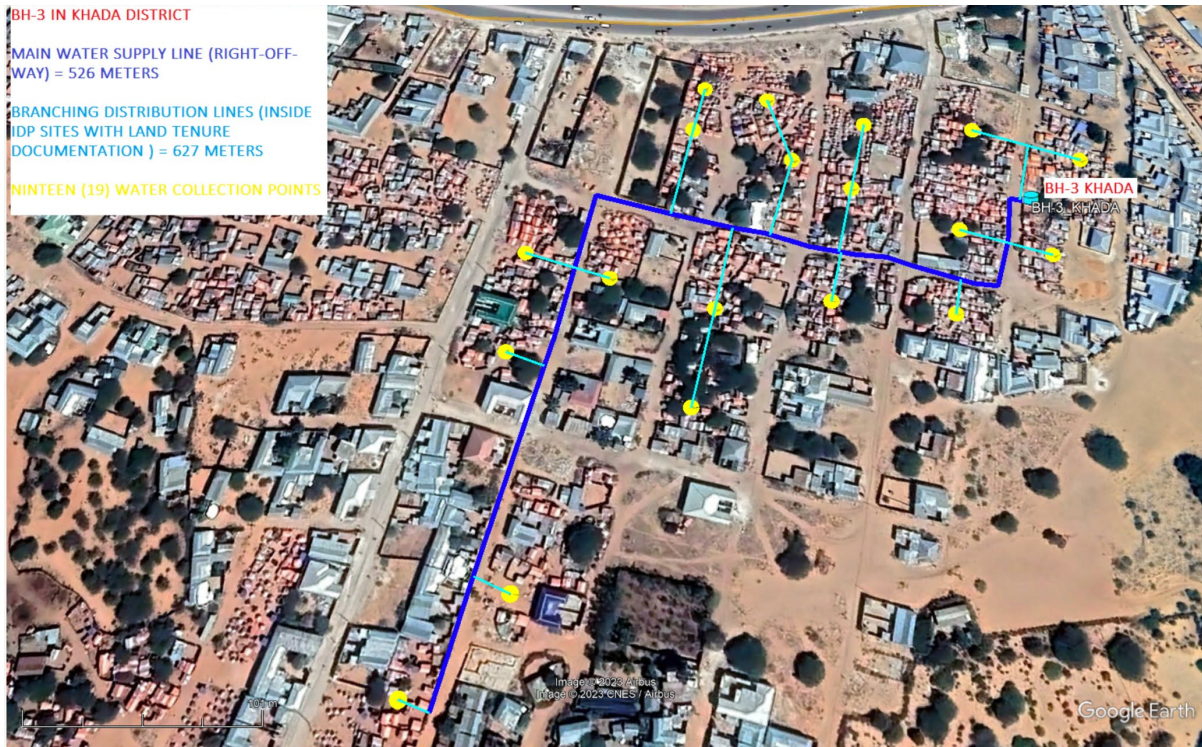 BH-3 IN KHADA DISTRICT
MAIN WATER SUPPLY LINE (RIGHT-OFF-
WAY) = 526 METERS
BRANCHING DISTRIBUTION LINES (INSIDE
IDP SITES WITH LAND TENURE
DOCUMENTATION ) = 627 METERS
NINTEEN (19) WATER COLLECTION POINTS
BH-3 KHADA
BH-3 KHADA
Image © 2023 Airbus
Image © 2023 CNES / Airbus
Google Earth